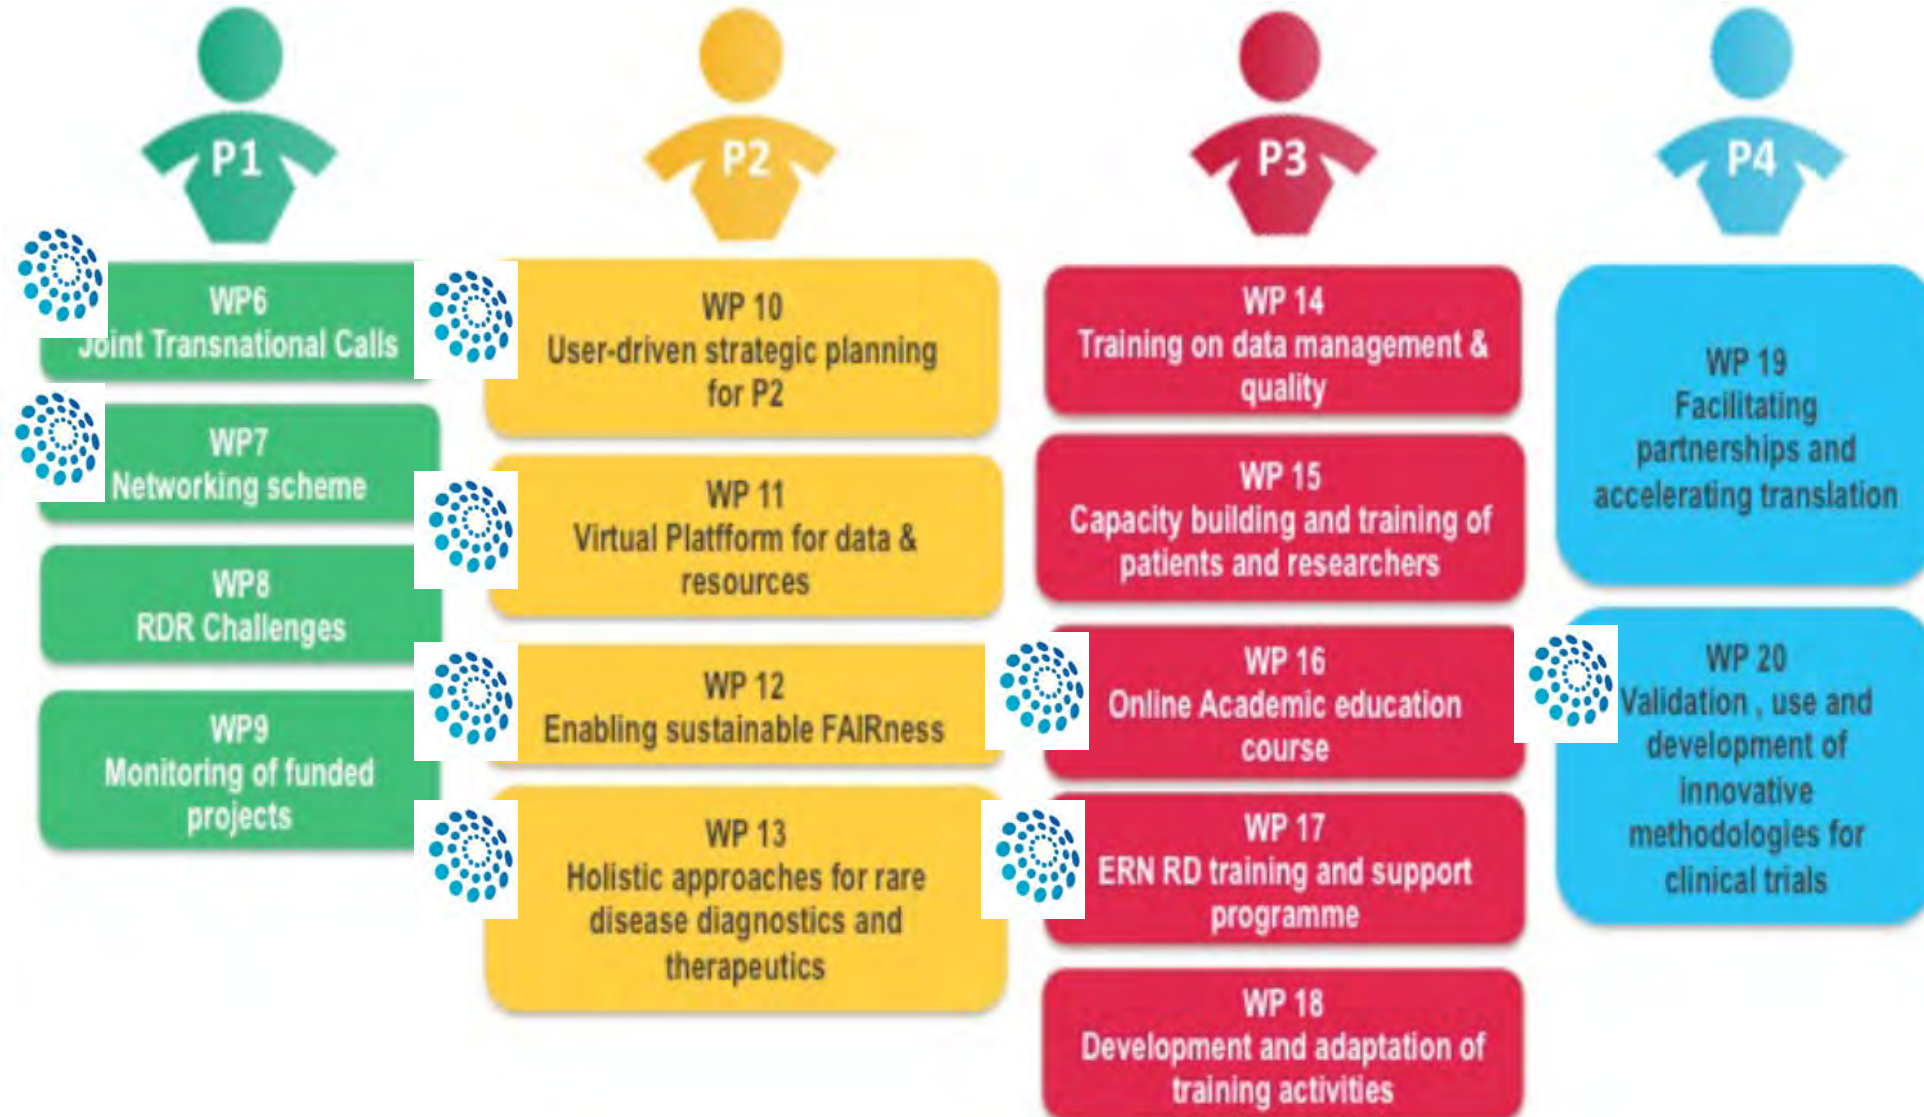 P1
WP6
Joint Transnational Calls
WP7
Networking scheme
WP8
RDR Challenges
WP9
Monitoring of funded
projects
P2
WP 10
User-driven strategic planning
for P2
WP 11
Virtual Plattform for data &
resources
WP 12
Enabling sustainable FAIRness
WP 13
Holistic approaches for rare
disease diagnostics and
therapeutics
P3
WP 14
Training on data management &
quality
WP 15
Capacity building and training of
patients and researchers
WP 16
Online Academic education
course
WP 17
ERN RD training and support
programme
WP 18
Development and adaptation of
training activities
P4
WP 19
Facilitating
partnerships and
accelerating translation
WP 20
Validation , use and
development of
innovative
methodologies for
clinical trials